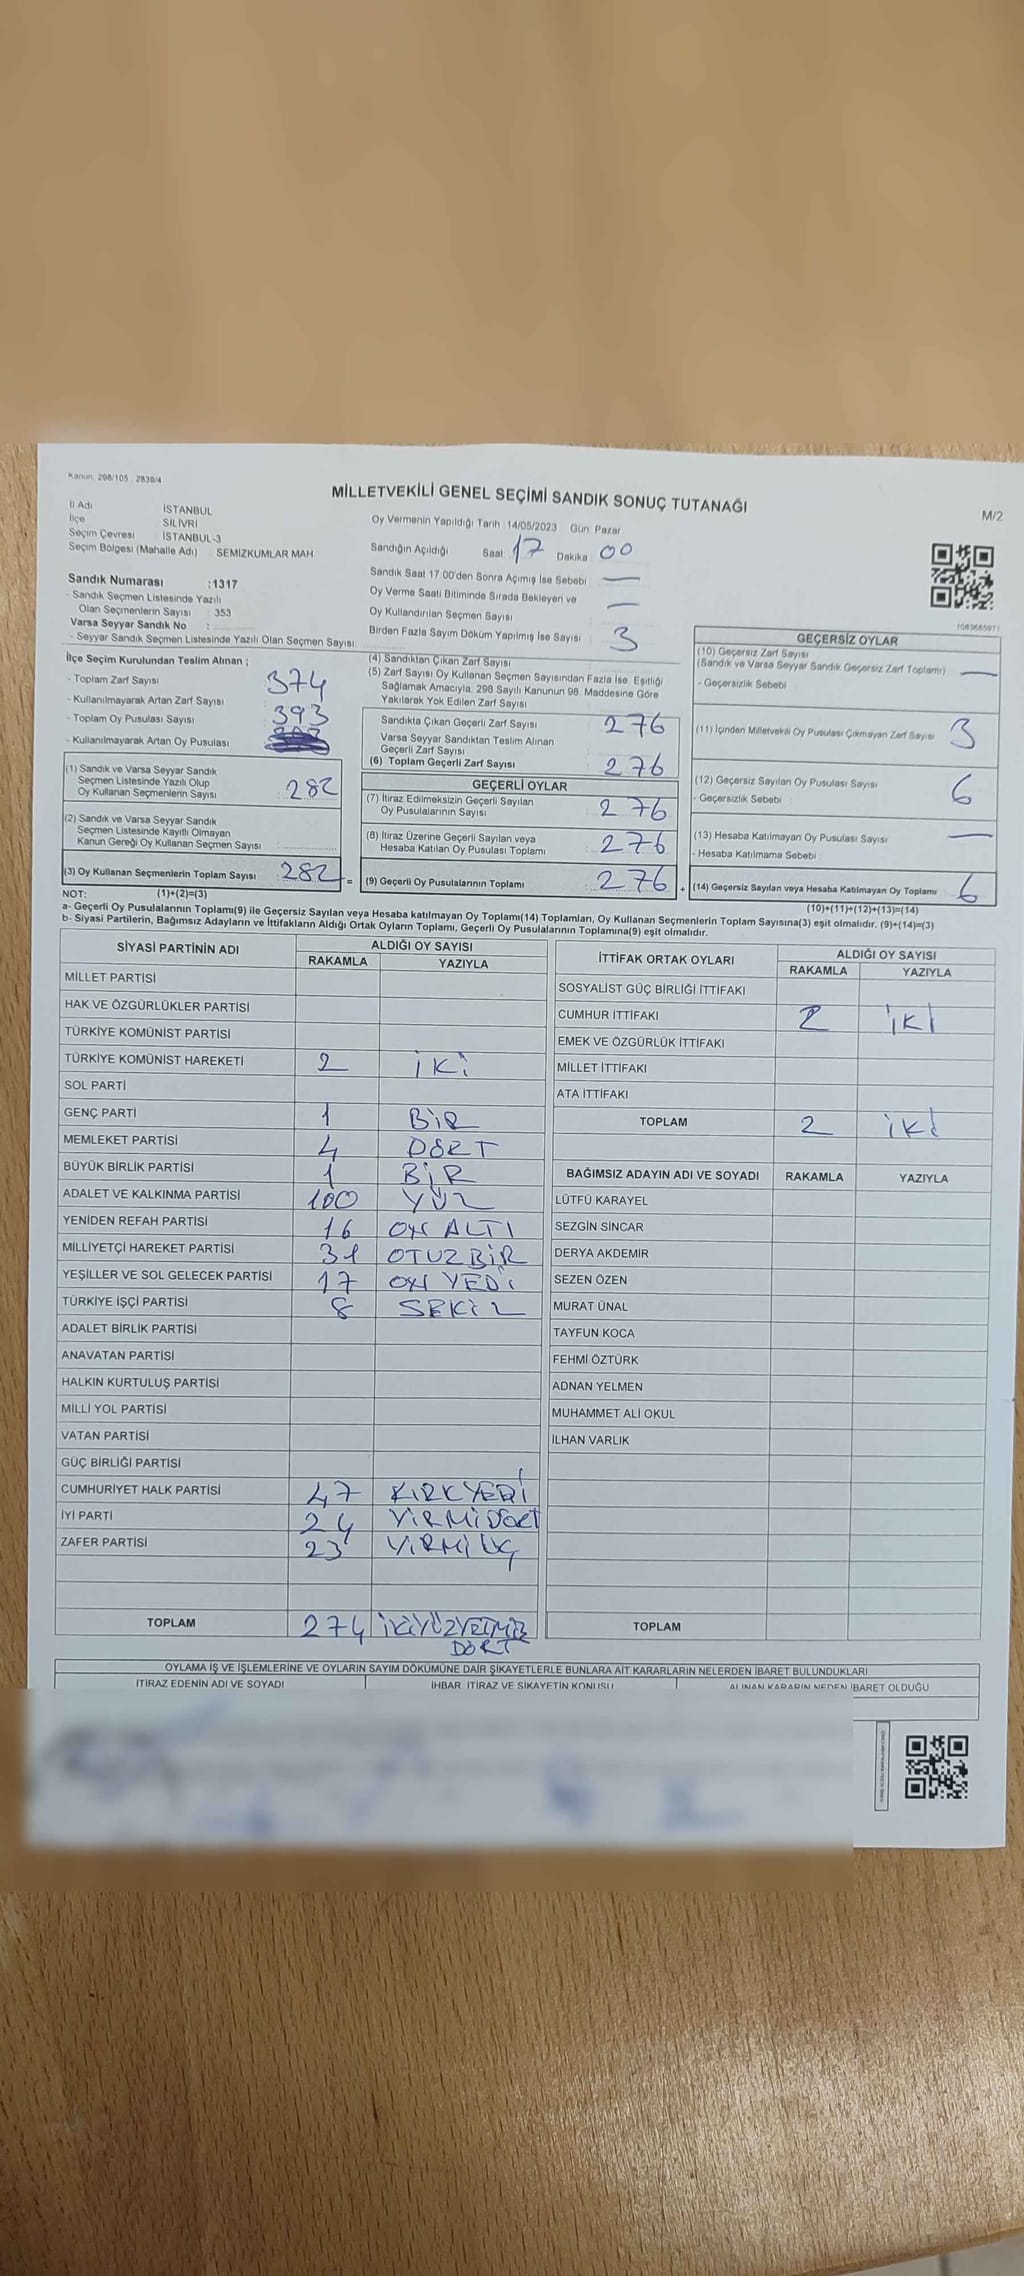 Kanun: 298/105 , 2839/4
MİLLETVEKİLİ GENEL SEÇİMİ SANDIK SONUÇ TUTANAĞI
M/2
İl Adı İSTANBUL
İlçe SİLİVRİ
Seçim Çevresi İSTANBUL-3
Seçim Bölgesi (Mahalle Adı) : SEMİZKUMLAR MAH
Oy Vermenin Yapıldığı Tarih :14/05/2023 Gün: Pazar
Sandığın Açıldığı Saat : 17 Dakika : 00
Sandık Saat 17:00'den Sonra Açımış İse Sebebi : —
Oy Verme Saati Bitiminde Sırada Bekleyen ve
Oy Kullandırılan Seçmen Sayısı : —
Birden Fazla Sayım Döküm Yapılmış İse Sayısı : 3
Sandık Numarası :1317
- Sandık Seçmen Listesinde Yazılı
Olan Seçmenlerin Sayısı : 353
Varsa Seyyar Sandık No :
- Seyyar Sandık Seçmen Listesinde Yazılı Olan Seçmen Sayısı:
İlçe Seçim Kurulundan Teslim Alınan ;
- Toplam Zarf Sayısı : 374
- Kullanılmayarak Artan Zarf Sayısı
- Toplam Oy Pusulası Sayısı : 393
- Kullanılmayarak Artan Oy Pusulası :
(1) Sandık ve Varsa Seyyar Sandık
Seçmen Listesinde Yazılı Olup
Oy Kullanan Seçmenlerin Sayısı : 282
(2) Sandık ve Varsa Seyyar Sandık
Seçmen Listesinde Kayıtlı Olmayan
Kanun Gereği Oy Kullanan Seçmen Sayısı :
(3) Oy Kullanan Seçmenlerin Toplam Sayısı : 282 =
(4) Sandıktan Çıkan Zarf Sayısı :
(5) Zarf Sayısı Oy Kullanan Seçmen Sayısından Fazla İse, Eşitliği
Sağlamak Amacıyla, 298 Sayılı Kanunun 98. Maddesine Göre
Yakılarak Yok Edilen Zarf Sayısı
Sandıkta Çıkan Geçerli Zarf Sayısı : 276
Varsa Seyyar Sandıktan Teslim Alınan
Geçerli Zarf Sayısı
(6) Toplam Geçerli Zarf Sayısı : 276
GEÇERLİ OYLAR
(7) İtiraz Edilmeksizin Geçerli Sayılan
Oy Pusulalarının Sayısı : 276
(8) İtiraz Üzerine Geçerli Sayılan veya
Hesaba Katılan Oy Pusulası Toplamı : 276
(9) Geçerli Oy Pusulalarının Toplamı : 276 +
GEÇERSİZ OYLAR
(10) Geçersiz Zarf Sayısı
(Sandık ve Varsa Seyyar Sandık Geçersiz Zarf Toplamı) : —
- Geçersizlik Sebebi :
(11) İçinden Milletvekili Oy Pusulası Çıkmayan Zarf Sayısı : 3
(12) Geçersiz Sayılan Oy Pusulası Sayısı : 6
- Geçersizlik Sebebi :
(13) Hesaba Katılmayan Oy Pusulası Sayısı : —
- Hesaba Katılmama Sebebi :
(14) Geçersiz Sayılan veya Hesaba Katılmayan Oy Toplamı : 6
NOT: (1)+(2)=(3)
(10)+(11)+(12)+(13)=(14)
a- Geçerli Oy Pusulalarının Toplamı(9) ile Geçersiz Sayılan veya Hesaba katılmayan Oy Toplamı(14) Toplamları, Oy Kullanan Seçmenlerin Toplam Sayısına(3) eşit olmalıdır. (9)+(14)=(3)
b- Siyasi Partilerin, Bağımsız Adayların ve İttifakların Aldığı Ortak Oyların Toplamı, Geçerli Oy Pusulalarının Toplamına(9) eşit olmalıdır.
SİYASİ PARTİNİN ADI ALDIĞI OY SAYISI
RAKAMLA YAZIYLA
MİLLET PARTİSİ
HAK VE ÖZGÜRLÜKLER PARTİSİ
TÜRKİYE KOMÜNİST PARTİSİ
TÜRKİYE KOMÜNİST HAREKETİ 2 İKİ
SOL PARTİ
GENÇ PARTİ 1 BİR
MEMLEKET PARTİSİ 4 DÖRT
BÜYÜK BİRLİK PARTİSİ 1 BİR
ADALET VE KALKINMA PARTİSİ 100 YÜZ
YENİDEN REFAH PARTİSİ 16 ON ALTI
MİLLİYETÇİ HAREKET PARTİSİ 31 OTUZ BİR
YEŞİLLER VE SOL GELECEK PARTİSİ 17 ON YEDİ
TÜRKİYE İŞÇİ PARTİSİ 8 SEKİZ
ADALET BİRLİK PARTİSİ
ANAVATAN PARTİSİ
HALKIN KURTULUŞ PARTİSİ
MİLLİ YOL PARTİSİ
VATAN PARTİSİ
GÜÇ BİRLİĞİ PARTİSİ
CUMHURİYET HALK PARTİSİ 47 KIRKYEDİ
İYİ PARTİ 24 YİRMİDÖRT
ZAFER PARTİSİ 23 YİRMİ ÜÇ
TOPLAM 274 İKİYÜZYETMİŞ
DÖRT
İTTİFAK ORTAK OYLARI ALDIĞI OY SAYISI
RAKAMLA YAZIYLA
SOSYALİST GÜÇ BİRLİĞİ İTTİFAKI
CUMHUR İTTİFAKI 2 İKİ
EMEK VE ÖZGÜRLÜK İTTİFAKI
MİLLET İTTİFAKI
ATA İTTİFAKI
TOPLAM 2 İKİ
BAĞIMSIZ ADAYIN ADI VE SOYADI RAKAMLA YAZIYLA
LÜTFÜ KARAYEL
SEZGİN SİNCAR
DERYA AKDEMİR
SEZEN ÖZEN
MURAT ÜNAL
TAYFUN KOCA
FEHMİ ÖZTÜRK
ADNAN YELMEN
MUHAMMET ALİ OKUL
İLHAN VARLIK
TOPLAM
OYLAMA İŞ VE İŞLEMLERİNE VE OYLARIN SAYIM DÖKÜMÜNE DAİR ŞİKAYETLERLE BUNLARA AİT KARARLARIN NELERDEN İBARET BULUNDUKLARI
İTİRAZ EDENİN ADI VE SOYADI İHBAR, İTİRAZ VE ŞİKAYETİN KONUSU ALINAN KARARIN NEDEN İBARET OLDUĞU